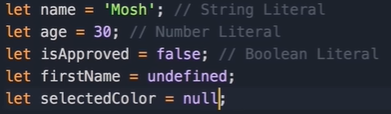 let name = 'Mosh'; // String Literal
let age = 30; // Number Literal
let isApproved = false; // Boolean Literal
let firstName = undefined;
let selectedColor = null;